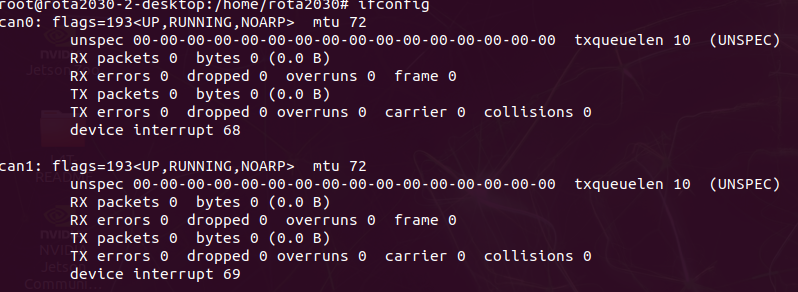 root@rota2030-2-desktop:/home/rota2030# ifconfig
can0: flags=193<UP,RUNNING,NOARP>  mtu 72
        unspec 00-00-00-00-00-00-00-00-00-00-00-00-00-00-00-00  txqueuelen 10  (UNSPEC)
        RX packets 0  bytes 0 (0.0 B)
        RX errors 0  dropped 0  overruns 0  frame 0
        TX packets 0  bytes 0 (0.0 B)
        TX errors 0  dropped 0 overruns 0  carrier 0  collisions 0
        device interrupt 68

can1: flags=193<UP,RUNNING,NOARP>  mtu 72
        unspec 00-00-00-00-00-00-00-00-00-00-00-00-00-00-00-00  txqueuelen 10  (UNSPEC)
        RX packets 0  bytes 0 (0.0 B)
        RX errors 0  dropped 0  overruns 0  frame 0
        TX packets 0  bytes 0 (0.0 B)
        TX errors 0  dropped 0 overruns 0  carrier 0  collisions 0
        device interrupt 69